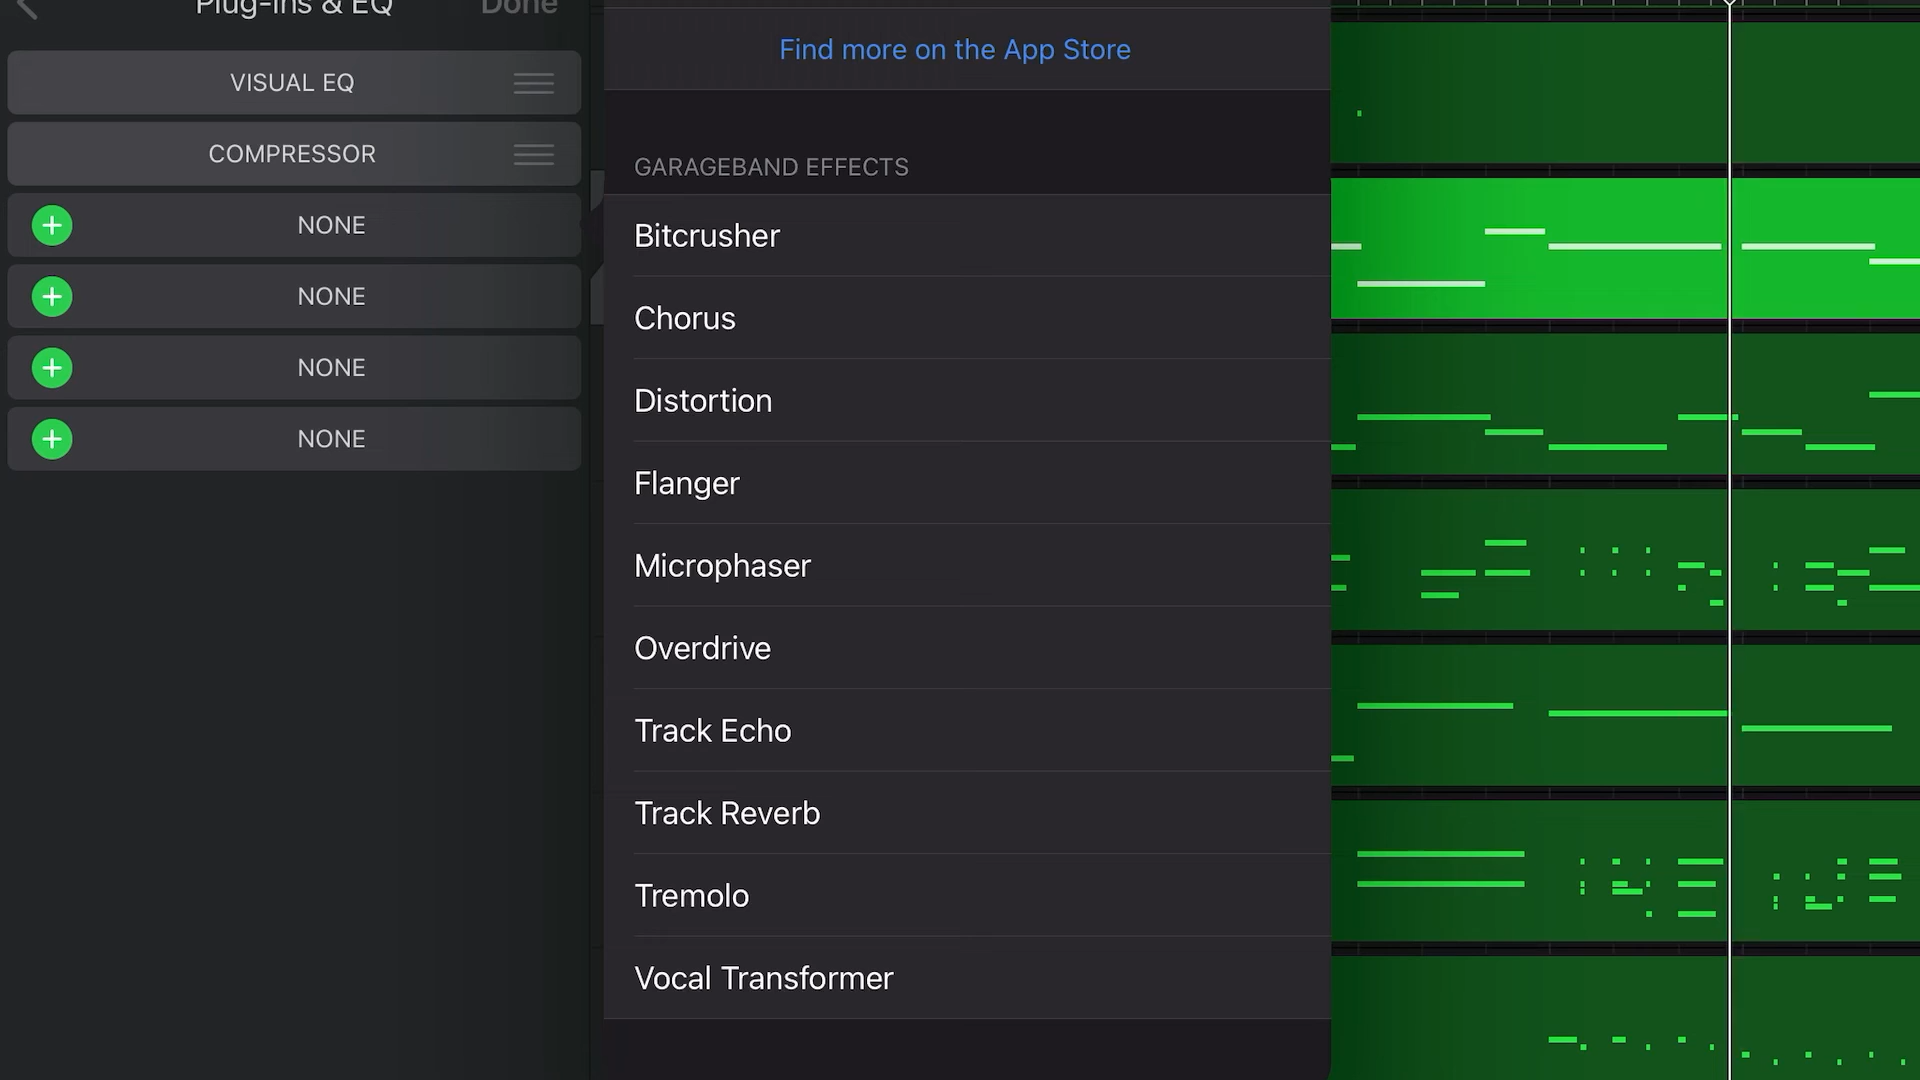 Plug-Ins & EQ
Done
VISUAL EQ
COMPRESSOR
NONE
NONE
NONE
NONE
Find more on the App Store
GARAGEBAND EFFECTS
Bitcrusher
Chorus
Distortion
Flanger
Microphaser
Overdrive
Track Echo
Track Reverb
Tremolo
Vocal Transformer